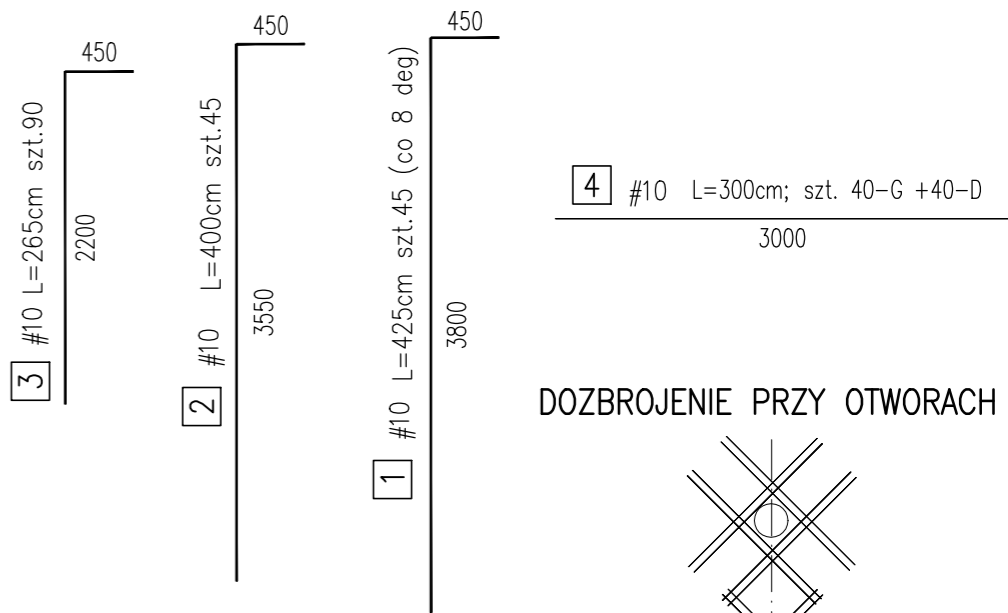 450
3 #10 L=265cm szt.90
2200
450
2 #10 L=400cm szt.45
3550
450
1 #10 L=425cm szt.45 (co 8 deg)
3800
4 #10 L=300cm; szt. 40-G +40-D
3000
DOZBROJENIE PRZY OTWORACH